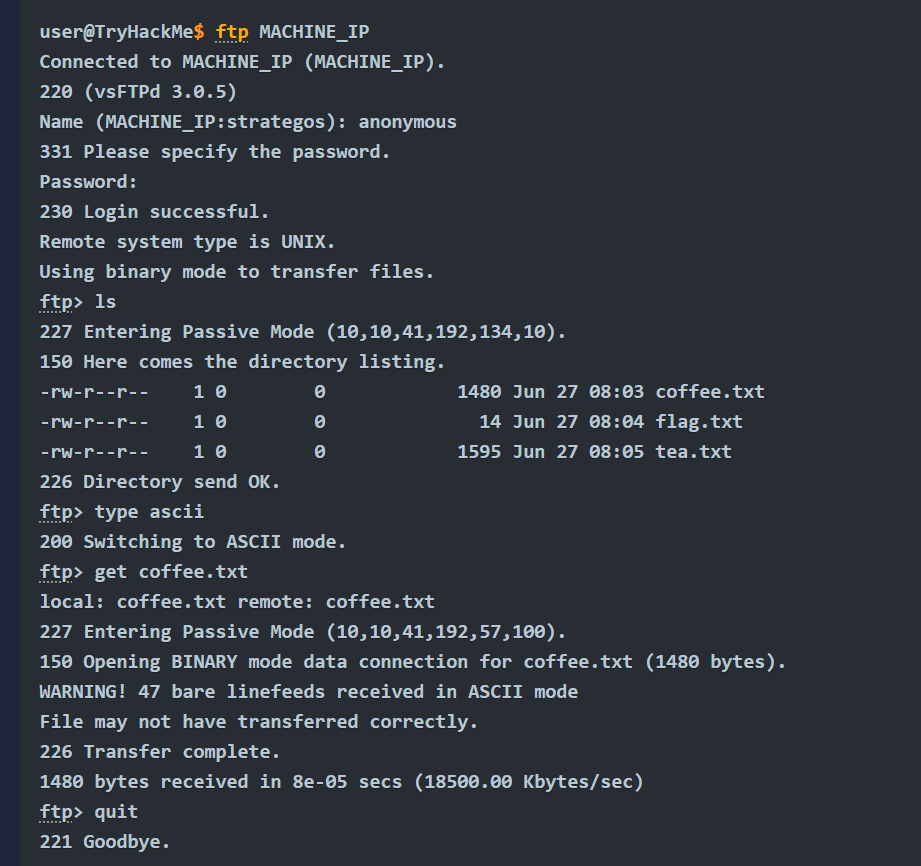 user@TryHackMe$ ftp MACHINE_IP
Connected to MACHINE_IP (MACHINE_IP).
220 (vsFTPd 3.0.5)
Name (MACHINE_IP:strategos): anonymous
331 Please specify the password.
Password:
230 Login successful.
Remote system type is UNIX.
Using binary mode to transfer files.
ftp> ls
227 Entering Passive Mode (10,10,41,192,134,10).
150 Here comes the directory listing.
-rw-r--r--    1 0        0            1480 Jun 27 08:03 coffee.txt
-rw-r--r--    1 0        0              14 Jun 27 08:04 flag.txt
-rw-r--r--    1 0        0            1595 Jun 27 08:05 tea.txt
226 Directory send OK.
ftp> type ascii
200 Switching to ASCII mode.
ftp> get coffee.txt
local: coffee.txt remote: coffee.txt
227 Entering Passive Mode (10,10,41,192,57,100).
150 Opening BINARY mode data connection for coffee.txt (1480 bytes).
WARNING! 47 bare linefeeds received in ASCII mode
File may not have transferred correctly.
226 Transfer complete.
1480 bytes received in 8e-05 secs (18500.00 Kbytes/sec)
ftp> quit
221 Goodbye.